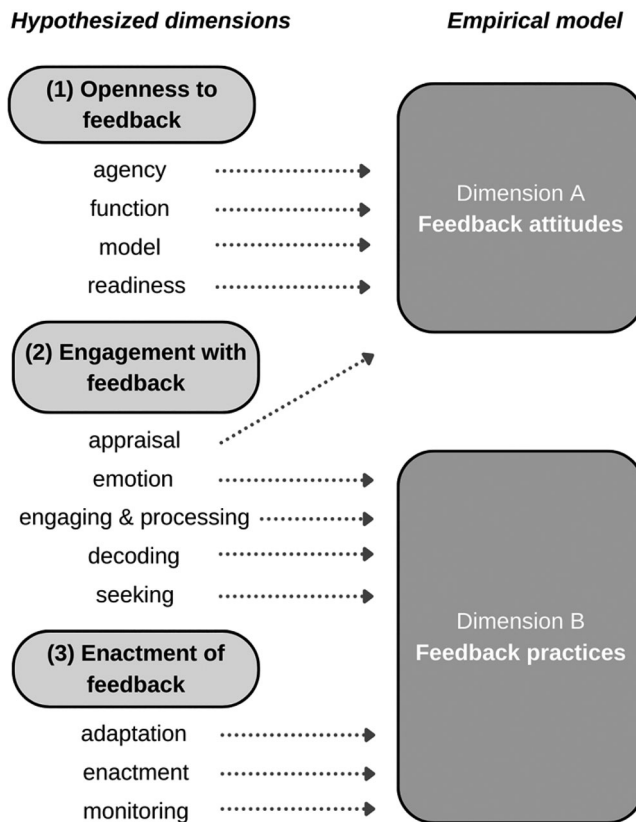 Hypothesized dimensions
Empirical model
(1) Openness to
feedback
agency
function
model
readiness
Dimension A
Feedback attitudes
(2) Engagement with
feedback
appraisal
emotion
engaging & processing
decoding
seeking
(3) Enactment of
feedback
adaptation
enactment
monitoring
Dimension B
Feedback practices